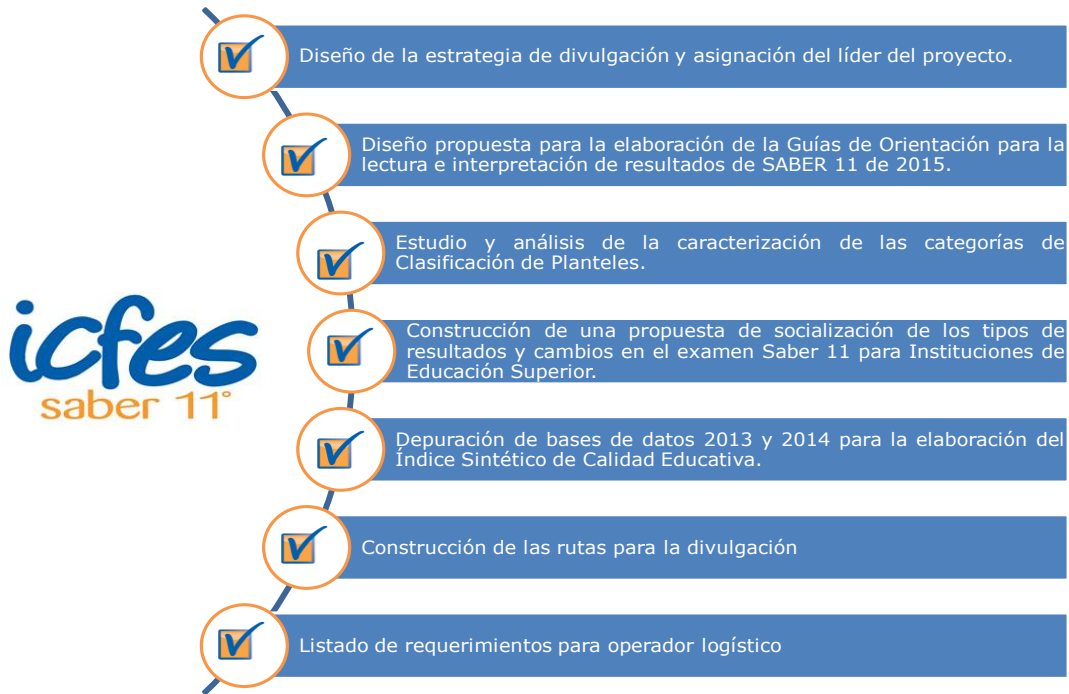 Diseño de la estrategia de divulgación y asignación del líder del proyecto.
Diseño propuesta para la elaboración de la Guías de Orientación para la
lectura e interpretación de resultados de SABER 11 de 2015.
Estudio y análisis de la caracterización de las categorías de
Clasificación de Planteles.
icfes
saber 11°
Construcción de una propuesta de socialización de los tipos de
resultados y cambios en el examen Saber 11 para Instituciones de
Educación Superior.
Depuración de bases de datos 2013 y 2014 para la elaboración del
Índice Sintético de Calidad Educativa.
Construcción de las rutas para la divulgación
Listado de requerimientos para operador logístico